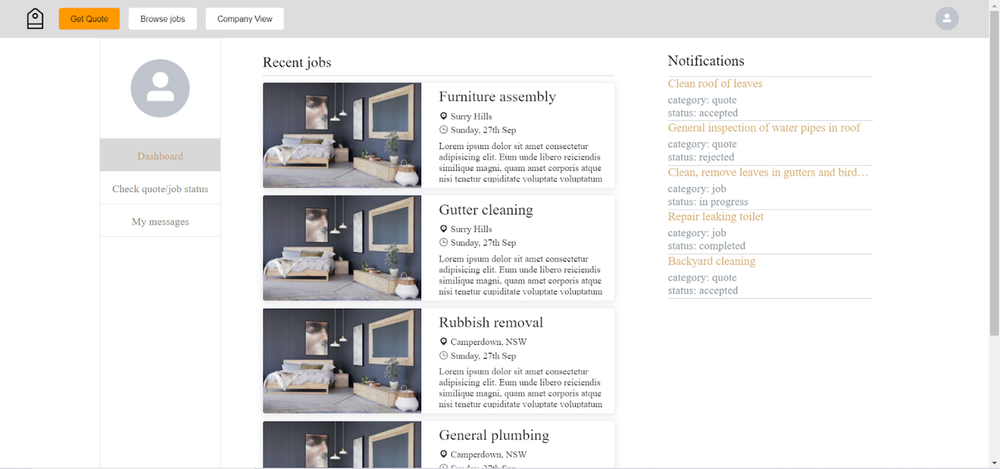 Get Quote
Browse jobs
Company View
Dashboard
Check quote/job status
My messages
Recent jobs
Furniture assembly
Surry Hills
Sunday, 27th Sep
Lorem ipsum dolor sit amet consectetur
adipisicing elit. Eum unde libero reiciendis
similique magni, quam amet corporis atque
nisi tenetur cupiditate voluptate voluptatum
Gutter cleaning
Surry Hills
Sunday, 27th Sep
Lorem ipsum dolor sit amet consectetur
adipisicing elit. Eum unde libero reiciendis
similique magni, quam amet corporis atque
nisi tenetur cupiditate voluptate voluptatum
Rubbish removal
Camperdown, NSW
Sunday, 27th Sep
Lorem ipsum dolor sit amet consectetur
adipisicing elit. Eum unde libero reiciendis
similique magni, quam amet corporis atque
nisi tenetur cupiditate voluptate voluptatum
General plumbing
Camperdown, NSW
Sunday, 27th Sep
Notifications
Clean roof of leaves
category: quote
status: accepted
General inspection of water pipes in roof
category: quote
status: rejected
Clean, remove leaves in gutters and bird…
category: job
status: in progress
Repair leaking toilet
category: job
status: completed
Backyard cleaning
category: quote
status: accepted